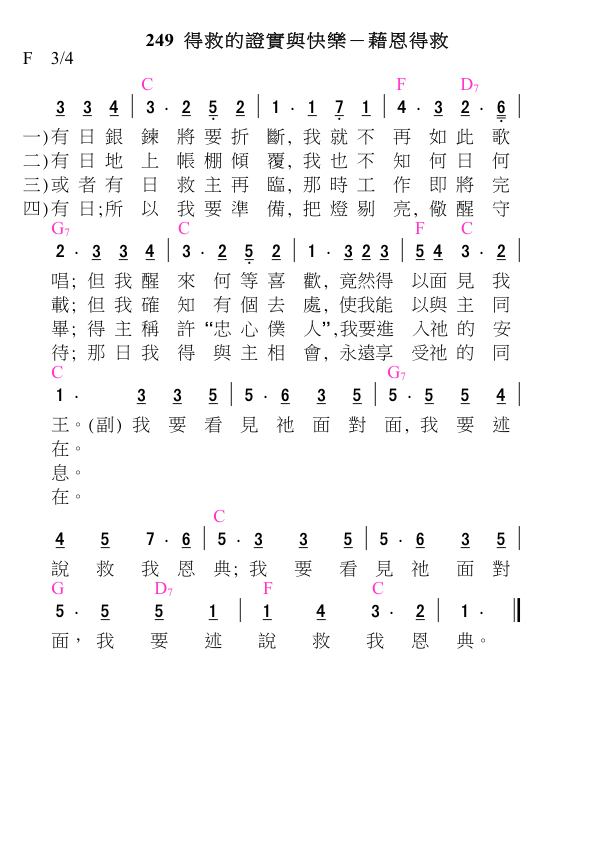 249 得救的證實與快樂－藉恩得救
F 3/4
C F D7
3 3 4 | 3 · 2 5 2 | 1 · 1 7 1 | 4 · 3 2 · 6 |
一)有日銀鍊將要折斷,我就不再如此歌
二)有日地上帳棚傾覆,我也不知何日何
三)或者有日救主再臨,那時工作即將完
四)有日;所以我要準備,把燈剔亮,儆醒守
G7 C F C
2 · 3 3 4 | 3 · 2 5 2 | 1 · 3 2 3 | 5 4 3 · 2 |
唱;但我醒來何等喜歡,竟然得以面見我
載;但我確知有個去處,使我能以與主同
畢;得主稱許“忠心僕人”,我要進入祂的安
待;那日我得與主相會,永遠享受祂的同
C G7
1 · 3 3 5 | 5 · 6 3 5 | 5 · 5 5 4 |
王。(副)我要看見祂面對面,我要述
在。
息。
在。
C
4 5 7 · 6 | 5 · 3 3 5 | 5 · 6 3 5 |
說救我恩典;我要看見祂面對
G D7 F C
5 · 5 5 1 | 1 4 3 · 2 | 1 · ||
面，我要述說救我恩典。